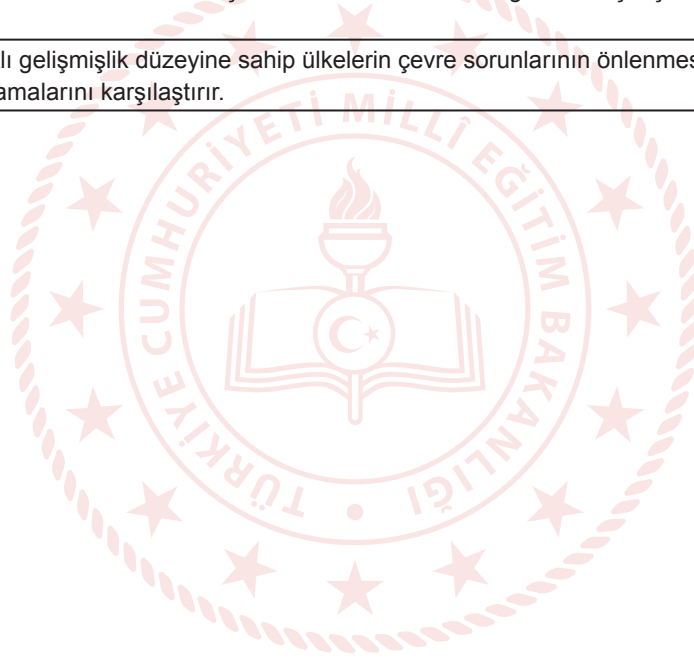 lı gelişmişlik düzeyine sahip ülkelerin çevre sorunlarının önlenmes
amalarını karşılaştırır.
TÜRKİYE CUMHURİYETİ MİLLÎ EĞİTİM BAKANLIĞI